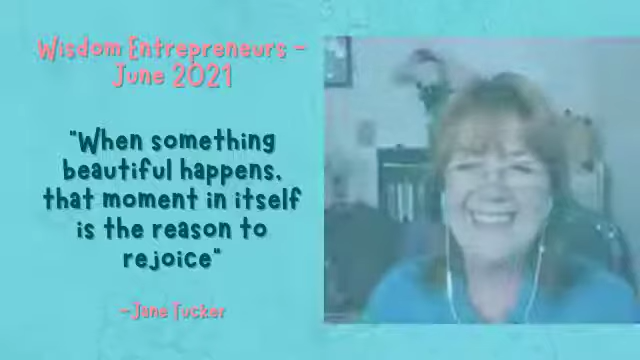 Wisdom Entrepreneurs -
June 2021
"When something
beautiful happens,
that moment in itself
is the reason to
rejoice"
-Jane Tucker